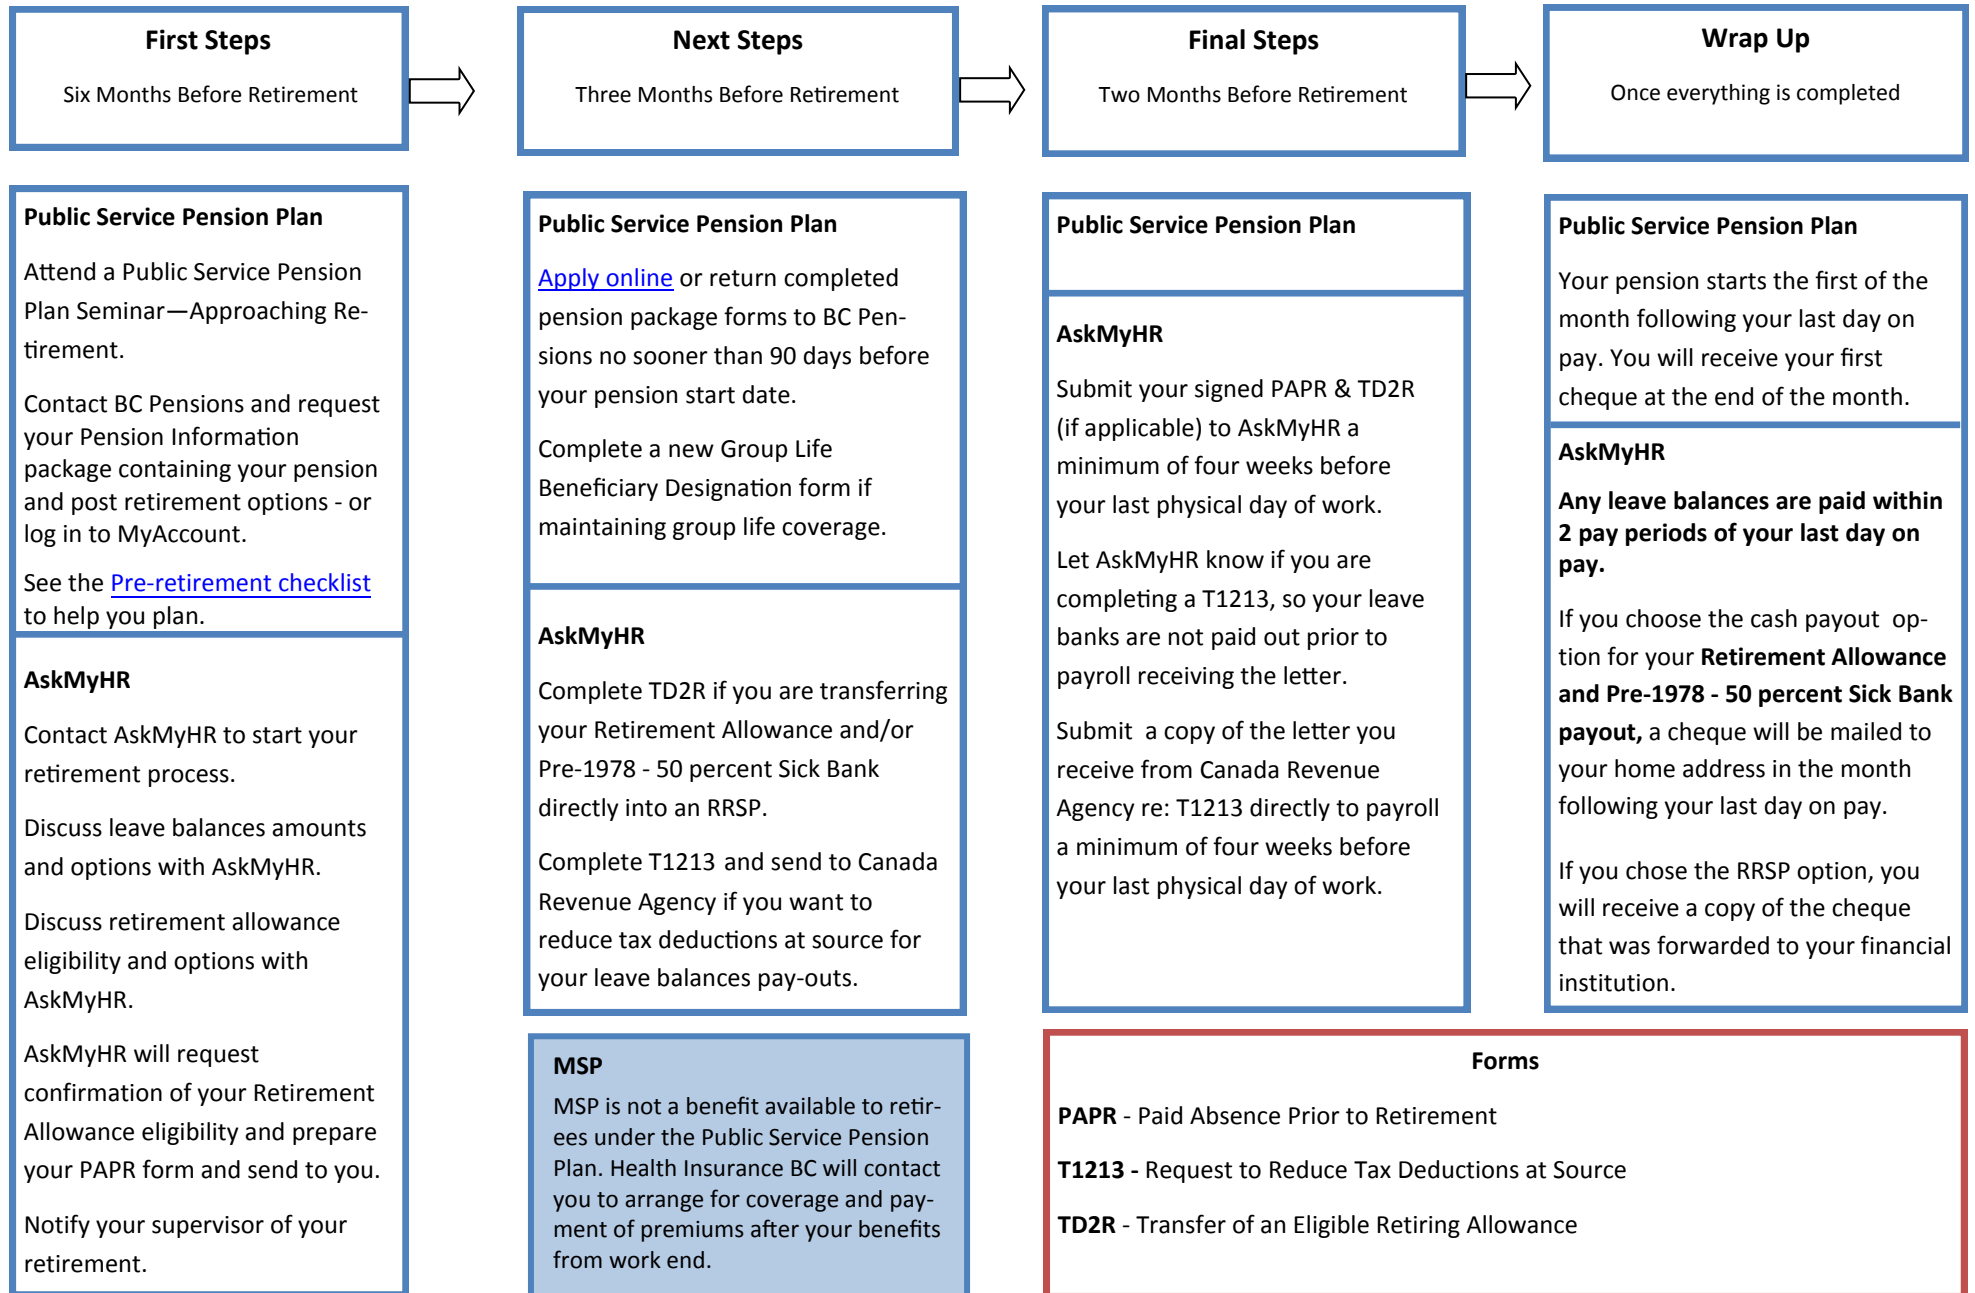 First Steps
Six Months Before Retirement
Next Steps
Three Months Before Retirement
Final Steps
Two Months Before Retirement
Wrap Up
Once everything is completed
Public Service Pension Plan
Attend a Public Service Pension
Plan Seminar—Approaching Re-
tirement.
Contact BC Pensions and request
your Pension Information
package containing your pension
and post retirement options - or
log in to MyAccount.
See the Pre-retirement checklist
to help you plan.
AskMyHR
Contact AskMyHR to start your
retirement process.
Discuss leave balances amounts
and options with AskMyHR.
Discuss retirement allowance
eligibility and options with
AskMyHR.
AskMyHR will request
confirmation of your Retirement
Allowance eligibility and prepare
your PAPR form and send to you.
Notify your supervisor of your
retirement.
Public Service Pension Plan
Apply online or return completed
pension package forms to BC Pen-
sions no sooner than 90 days before
your pension start date.
Complete a new Group Life
Beneficiary Designation form if
maintaining group life coverage.
AskMyHR
Complete TD2R if you are transferring
your Retirement Allowance and/or
Pre-1978 - 50 percent Sick Bank
directly into an RRSP.
Complete T1213 and send to Canada
Revenue Agency if you want to
reduce tax deductions at source for
your leave balances pay-outs.
MSP
MSP is not a benefit available to retir-
ees under the Public Service Pension
Plan. Health Insurance BC will contact
you to arrange for coverage and pay-
ment of premiums after your benefits
from work end.
Public Service Pension Plan
AskMyHR
Submit your signed PAPR & TD2R
(if applicable) to AskMyHR a
minimum of four weeks before
your last physical day of work.
Let AskMyHR know if you are
completing a T1213, so your leave
banks are not paid out prior to
payroll receiving the letter.
Submit a copy of the letter you
receive from Canada Revenue
Agency re: T1213 directly to payroll
a minimum of four weeks before
your last physical day of work.
Public Service Pension Plan
Your pension starts the first of the
month following your last day on
pay. You will receive your first
cheque at the end of the month.
AskMyHR
Any leave balances are paid within
2 pay periods of your last day on
pay.
If you choose the cash payout op-
tion for your Retirement Allowance
and Pre-1978 - 50 percent Sick Bank
payout, a cheque will be mailed to
your home address in the month
following your last day on pay.
If you chose the RRSP option, you
will receive a copy of the cheque
that was forwarded to your financial
institution.
Forms
PAPR - Paid Absence Prior to Retirement
T1213 - Request to Reduce Tax Deductions at Source
TD2R - Transfer of an Eligible Retiring Allowance